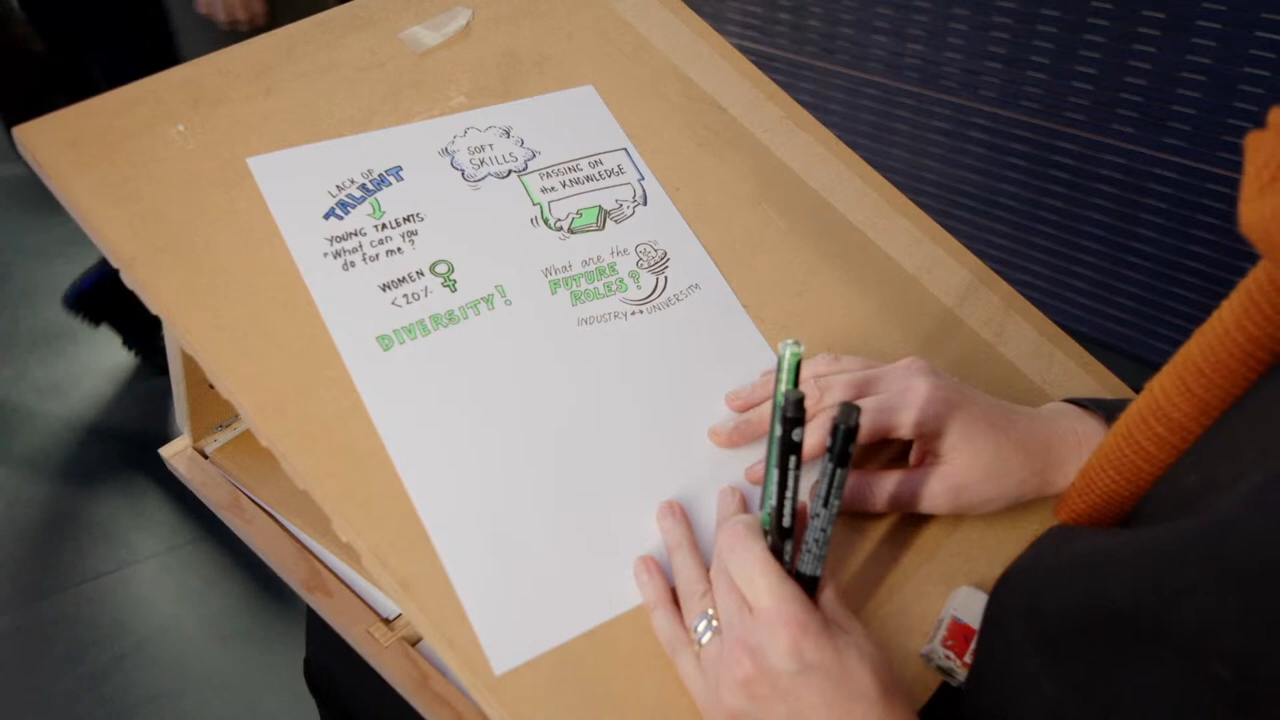 LACK OF
TALENT
YOUNG TALENTS:
"What can you
do for me?
WOMEN
<20%
DIVERSITY!
SOFT
SKILLS
PASSING ON
the KNOWLEDGE
What are the
FUTURE
ROLES?
INDUSTRY ↔ UNIVERSITY